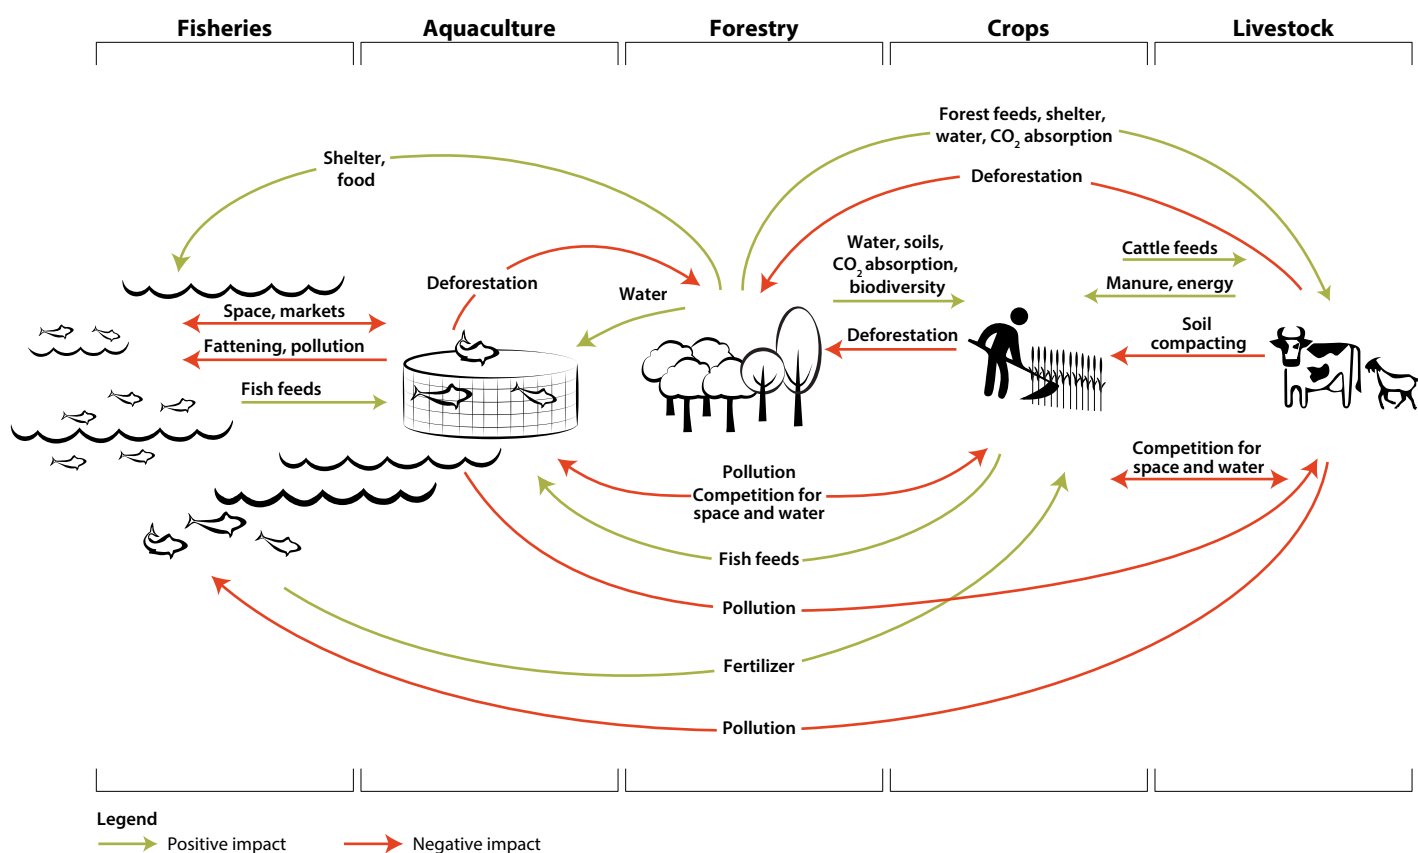 Fisheries
Aquaculture
Forestry
Crops
Livestock
Forest feeds, shelter,
water, CO₂ absorption
Shelter,
food
Deforestation
Water, soils,
CO₂ absorption,
biodiversity
Cattle feeds
Deforestation
Manure, energy
Water
Space, markets
Soil
compacting
Deforestation
Fattening, pollution
Fish feeds
Competition for
space and water
Pollution
Competition for
space and water
Fish feeds
Pollution
Fertilizer
Pollution
Legend
Positive impact
Negative impact